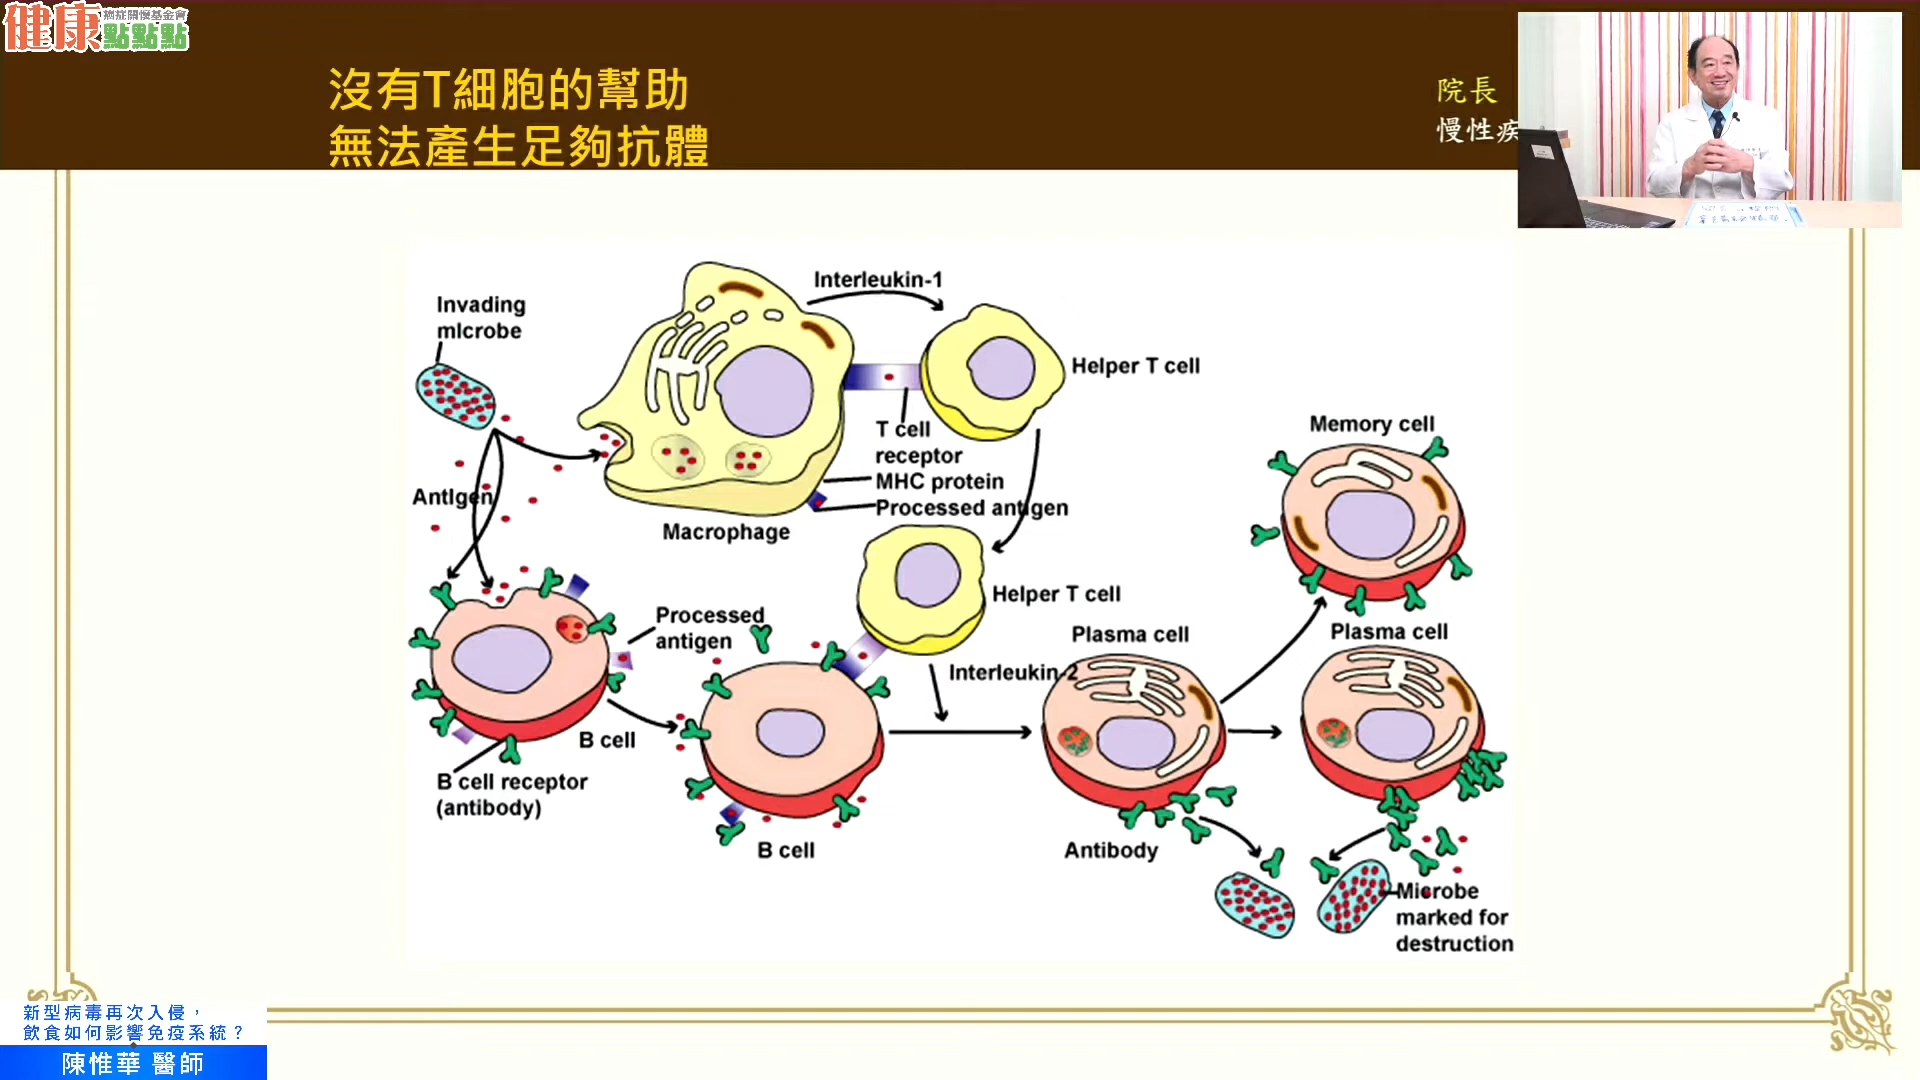 健康
癌症關懷基金會
點點點
沒有T細胞的幫助
無法產生足夠抗體
院長
慢性疾
Interleukin-1
Invading
mIcrobe
Helper T cell
T cell
receptor
MHC protein
Processed antigen
Memory cell
AntIgen
Macrophage
Helper T cell
Processed
antigen
Plasma cell
Plasma cell
Interleukin-2
B cell
B cell receptor
(antibody)
B cell
Antibody
Microbe
marked for
destruction
新型病毒再次入侵，
飲食如何影響免疫系統？
陳惟華 醫師